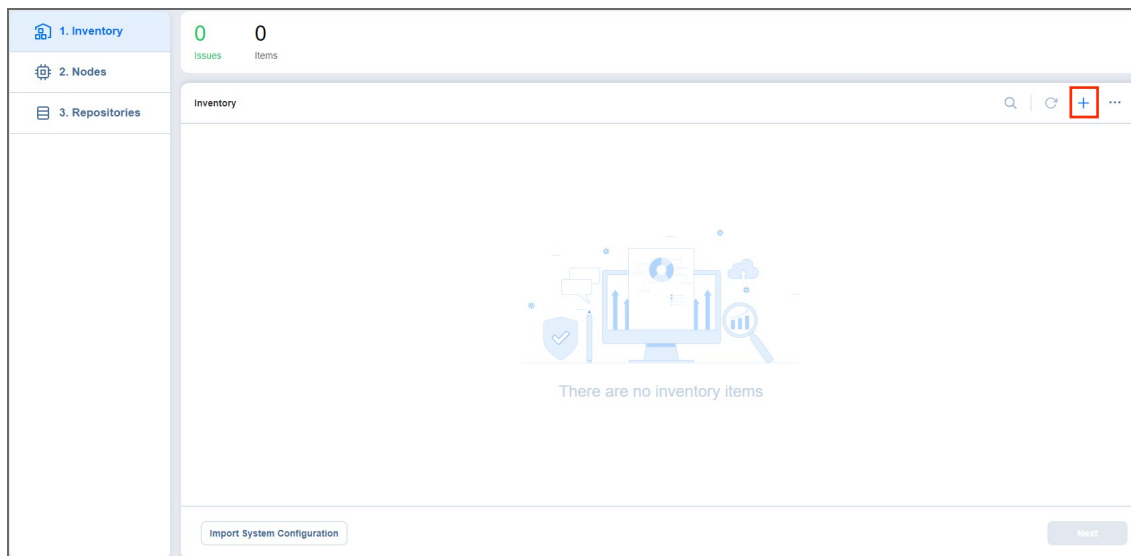 1. Inventory
2. Nodes
3. Repositories
0 0
Issues Items
Inventory
There are no inventory items
Import System Configuration
Next